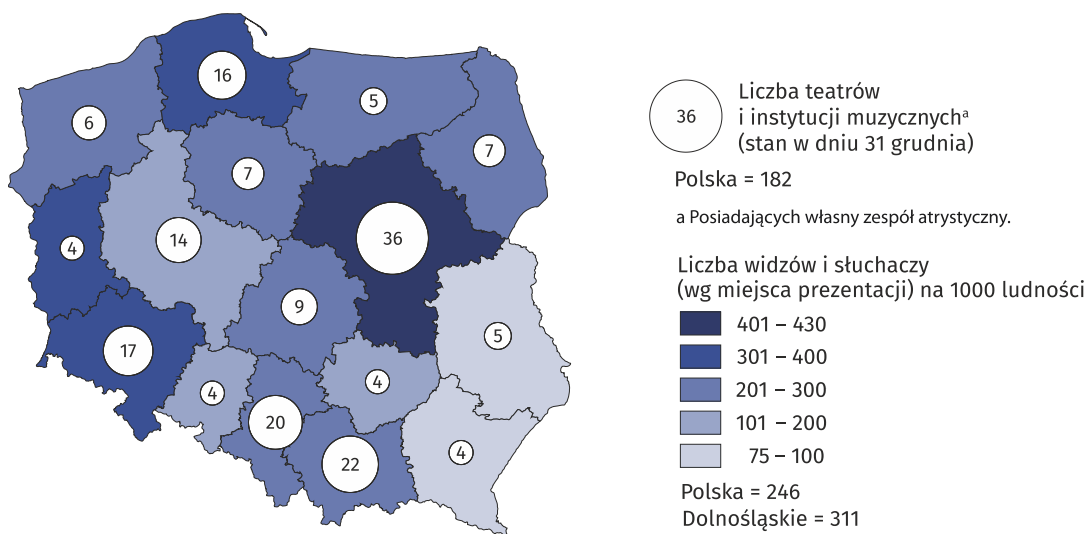 16
5
6
7
7
36
14
4
9
17
5
4
4
20
22
4
36
Liczba teatrów
i instytucji muzycznychª
(stan w dniu 31 grudnia)
Polska = 182
a Posiadających własny zespół atrystyczny.
Liczba widzów i słuchaczy
(wg miejsca prezentacji) na 1000 ludności
401 – 430
301 – 400
201 – 300
101 – 200
75 – 100
Polska = 246
Dolnośląskie = 311